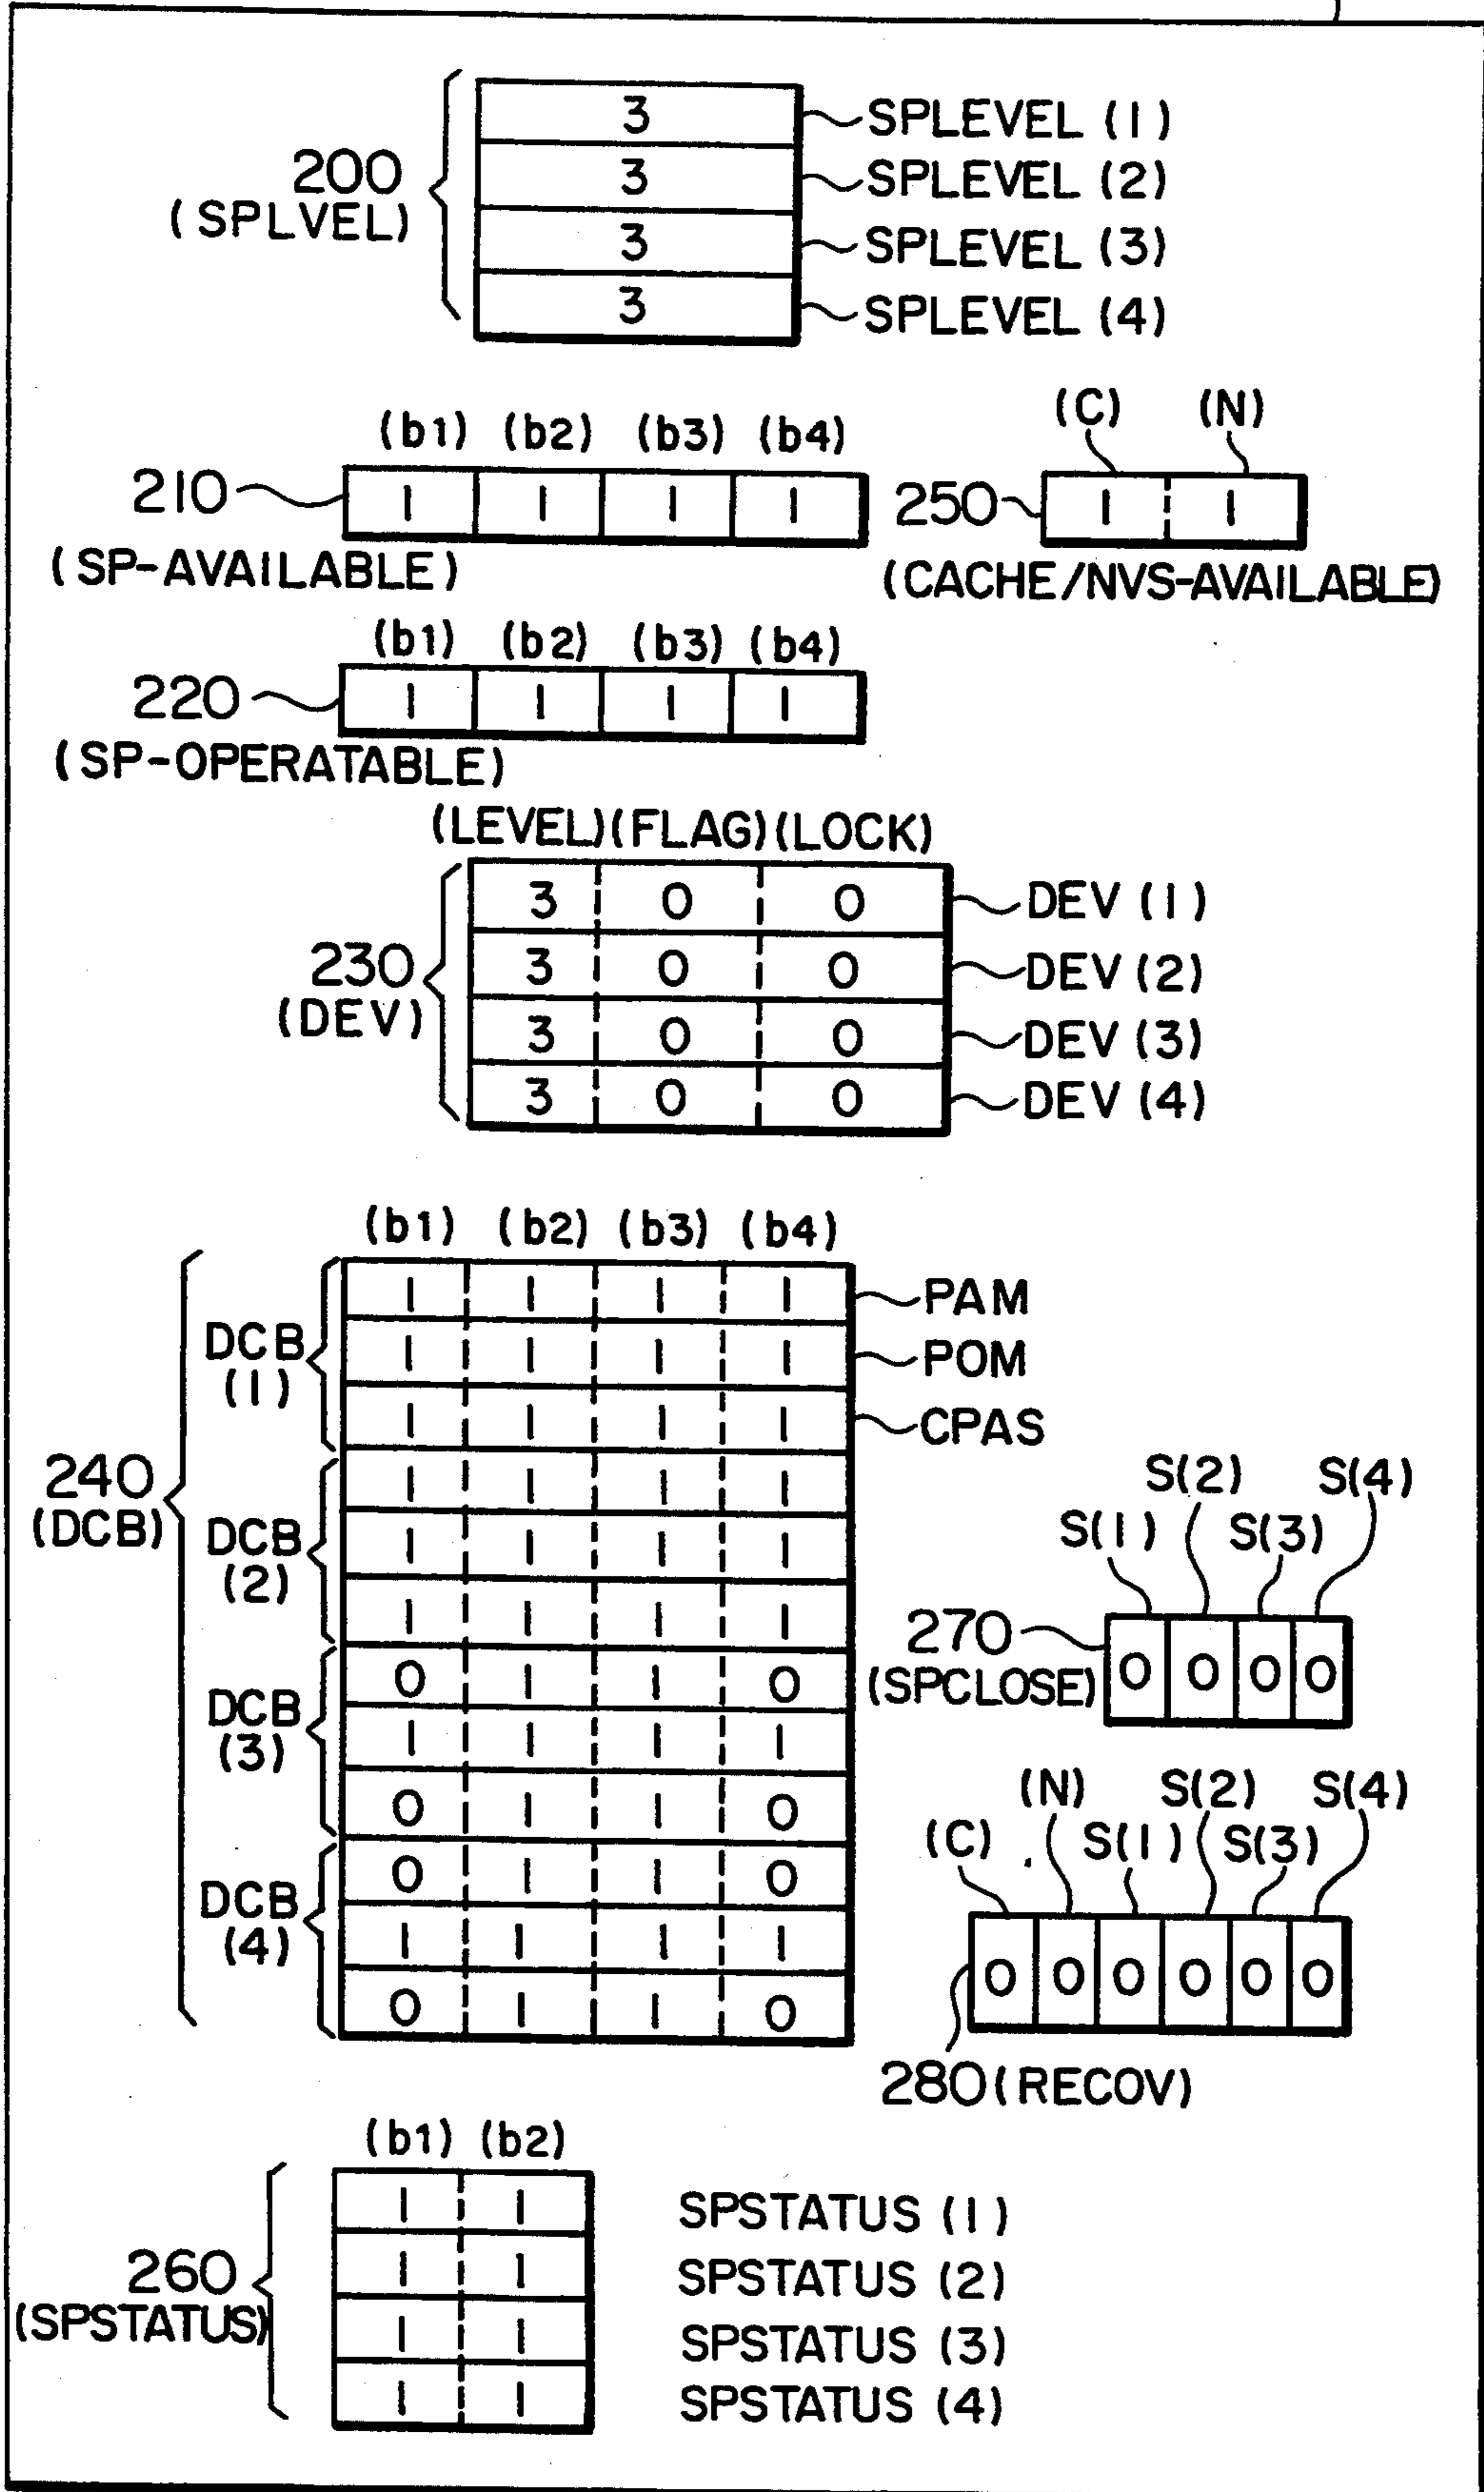 3 SPLEVEL (1)
3 SPLEVEL (2)
3 SPLEVEL (3)
3 SPLEVEL (4)
200
(SPLVEL)
(b1) (b2) (b3) (b4)
210 1 1 1 1
(SP-AVAILABLE)
(C) (N)
250 1 1
(CACHE/NVS-AVAILABLE)
(b1) (b2) (b3) (b4)
220 1 1 1 1
(SP-OPERATABLE)
(LEVEL) (FLAG) (LOCK)
3 0 0 DEV (1)
3 0 0 DEV (2)
3 0 0 DEV (3)
3 0 0 DEV (4)
230
(DEV)
(b1) (b2) (b3) (b4)
240
(DCB)
DCB
(1)
1 1 1 1 PAM
1 1 1 1 POM
1 1 1 1 CPAS
DCB
(2)
1 1 1 1
1 1 1 1
1 1 1 1
DCB
(3)
0 1 1 0
1 1 1 1
0 1 1 0
DCB
(4)
0 1 1 0
1 1 1 1
0 1 1 0
S(1) S(2) S(3) S(4)
270
(SPCLOSE)
0 0 0 0
(C) (N) S(1) S(2) S(3) S(4)
0 0 0 0 0 0
280 (RECOV)
(b1) (b2)
260
(SPSTATUS)
1 1 SPSTATUS (1)
1 1 SPSTATUS (2)
1 1 SPSTATUS (3)
1 1 SPSTATUS (4)